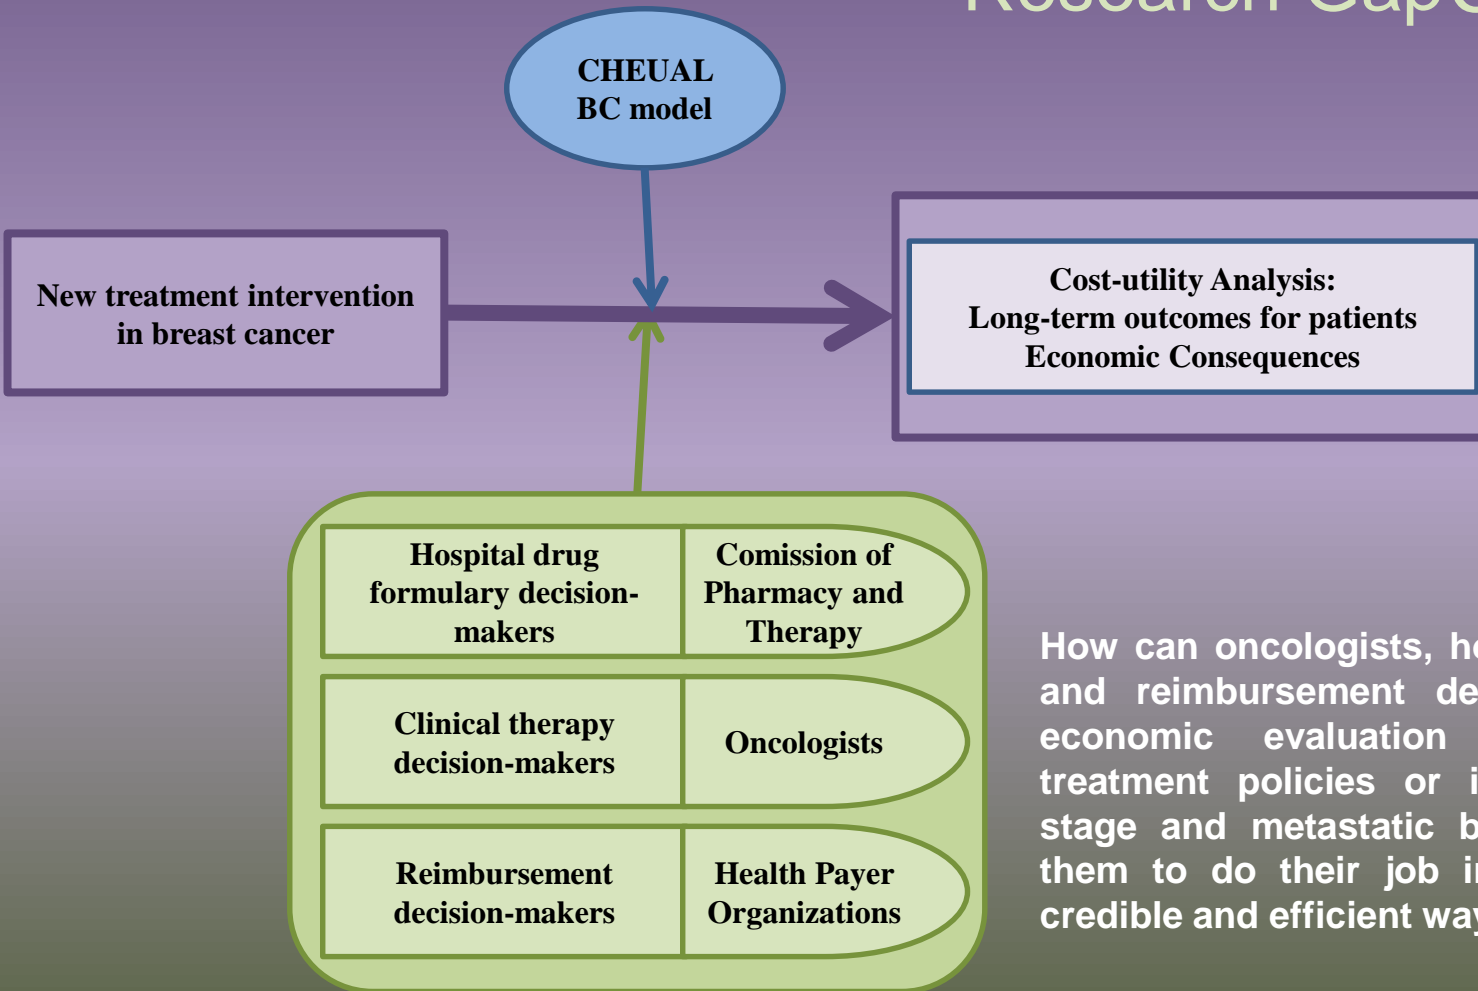 Research Gap
CHEUAL
BC model
New treatment intervention
in breast cancer
Cost-utility Analysis:
Long-term outcomes for patients
Economic Consequences
Hospital drug
formulary decision-
makers
Comission of
Pharmacy and
Therapy
Clinical therapy
decision-makers
Oncologists
Reimbursement
decision-makers
Health Payer
Organizations
How can oncologists,
and reimbursement
economic evaluation
treatment policies or
stage and metastatic
them to do their job
credible and efficient way